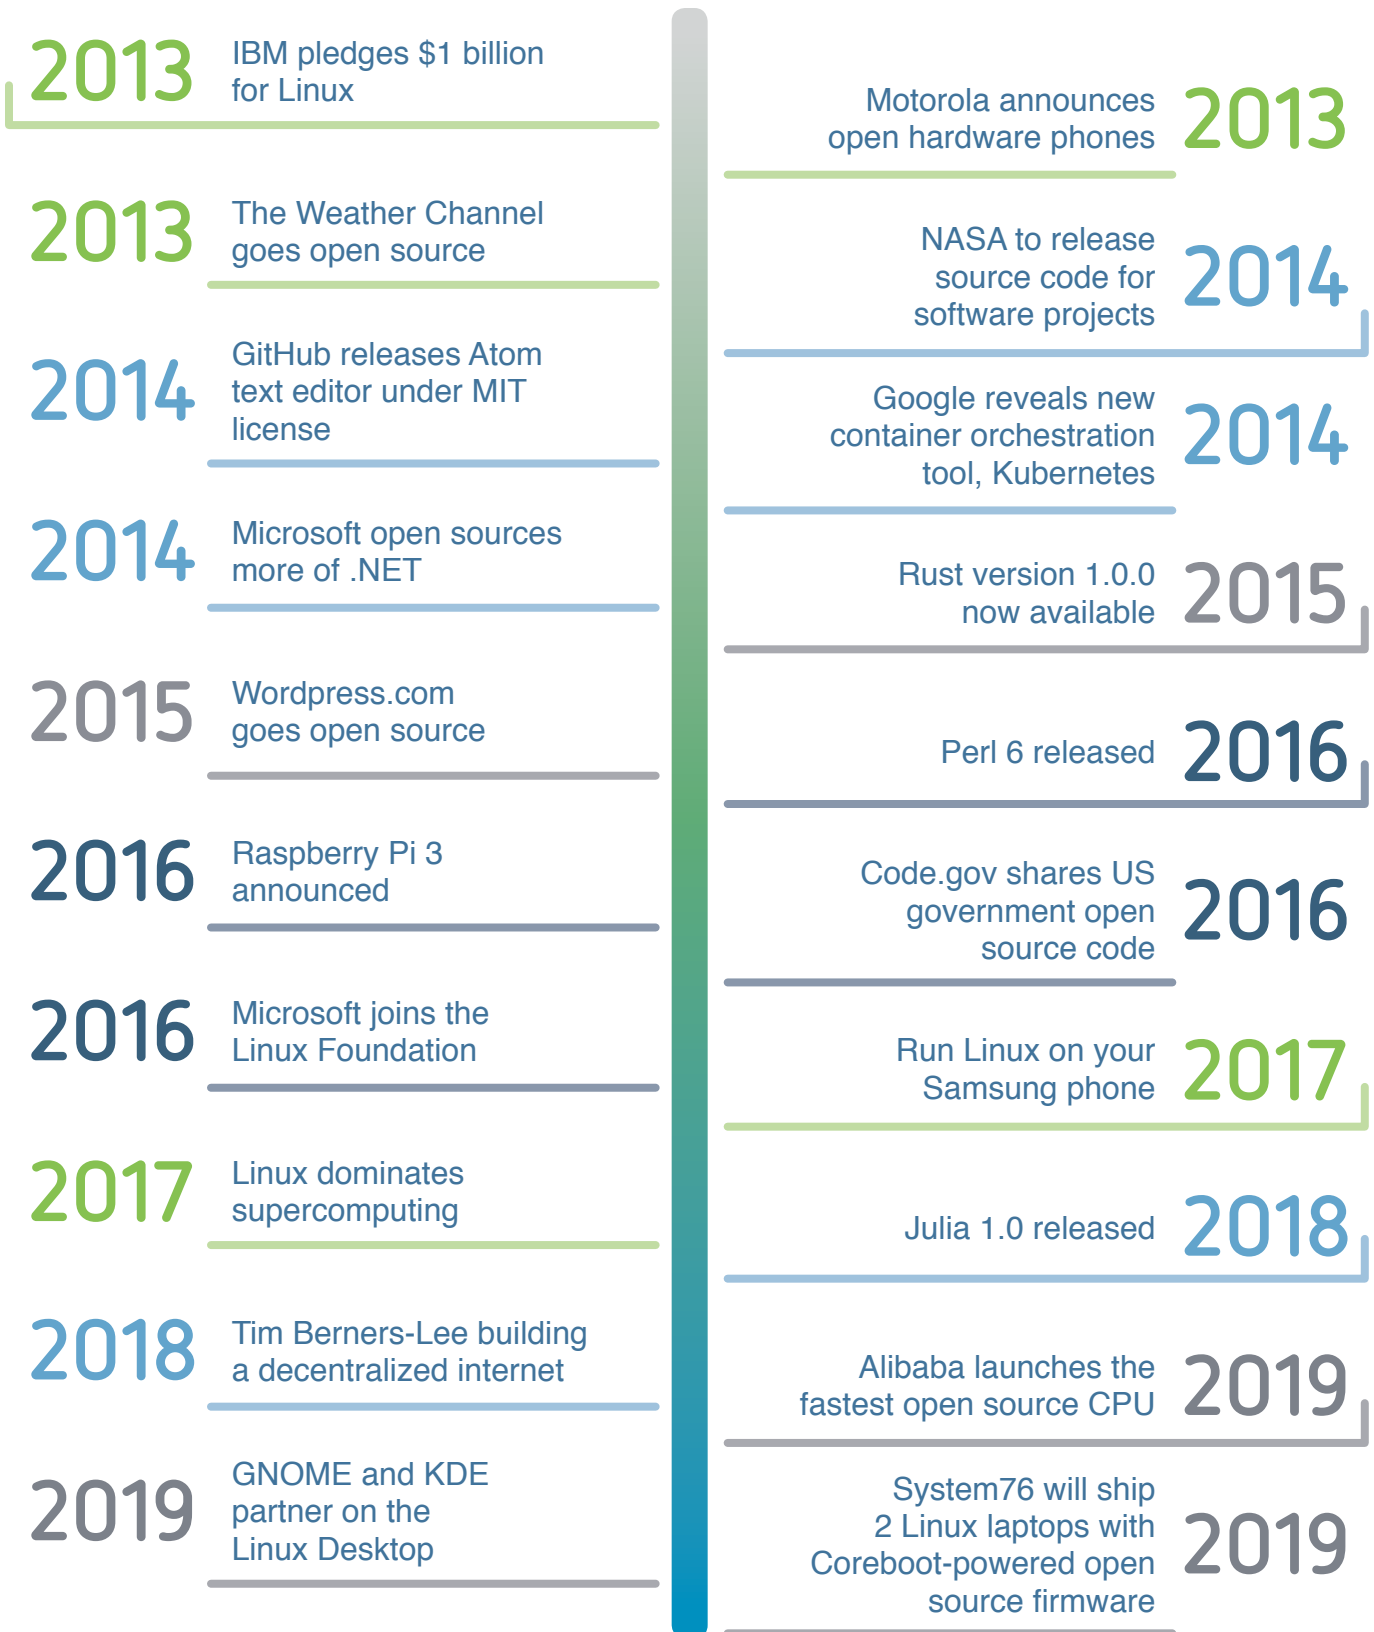 2013
IBM pledges $1 billion
for Linux
Motorola announces
open hardware phones
2013
2013
The Weather Channel
goes open source
NASA to release
source code for
software projects
2014
2014
GitHub releases Atom
text editor under MIT
license
Google reveals new
container orchestration
tool, Kubernetes
2014
2014
Microsoft open sources
more of .NET
Rust version 1.0.0
now available
2015
2015
Wordpress.com
goes open source
Perl 6 released
2016
2016
Raspberry Pi 3
announced
Code.gov shares US
government open
source code
2016
2016
Microsoft joins the
Linux Foundation
Run Linux on your
Samsung phone
2017
2017
Linux dominates
supercomputing
Julia 1.0 released
2018
2018
Tim Berners-Lee building
a decentralized internet
Alibaba launches the
fastest open source CPU
2019
2019
GNOME and KDE
partner on the
Linux Desktop
System76 will ship
2 Linux laptops with
Coreboot-powered open
source firmware
2019